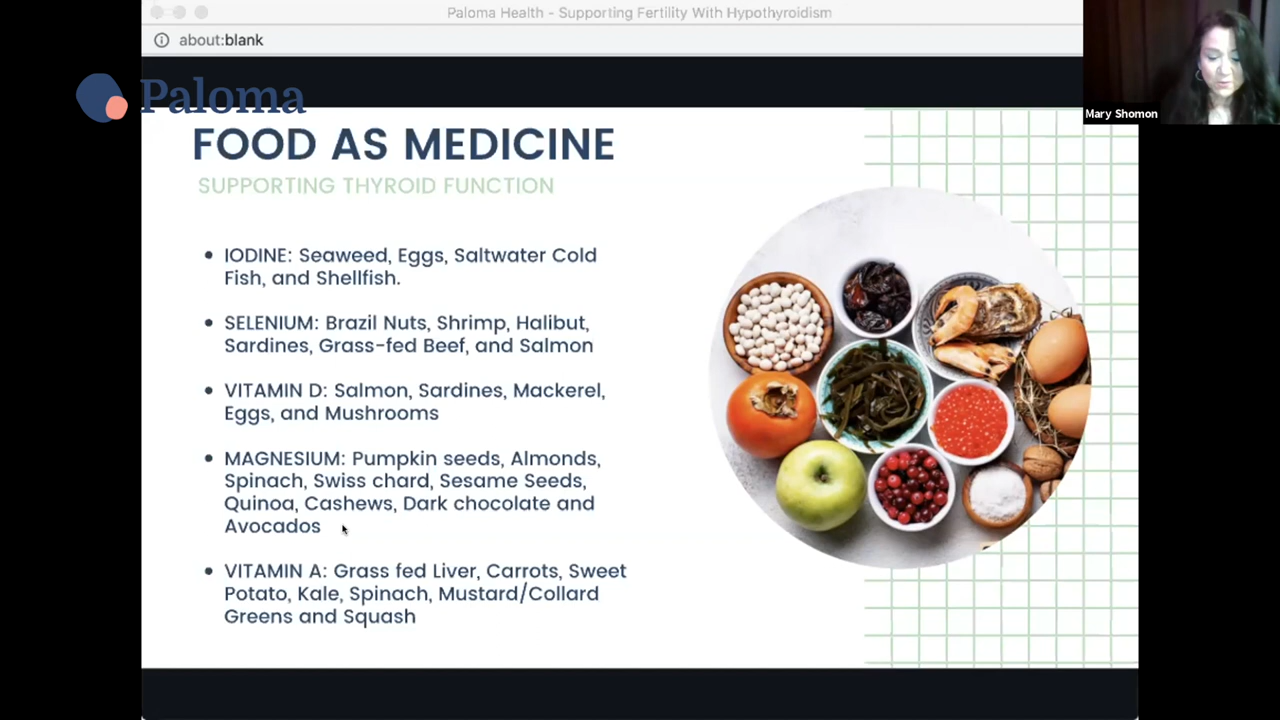 Paloma Health - Supporting Fertility With Hypothyroidism
about:blank
Paloma
Mary Shomon
FOOD AS MEDICINE
SUPPORTING THYROID FUNCTION
• IODINE: Seaweed, Eggs, Saltwater Cold
Fish, and Shellfish.
• SELENIUM: Brazil Nuts, Shrimp, Halibut,
Sardines, Grass-fed Beef, and Salmon
• VITAMIN D: Salmon, Sardines, Mackerel,
Eggs, and Mushrooms
• MAGNESIUM: Pumpkin seeds, Almonds,
Spinach, Swiss chard, Sesame Seeds,
Quinoa, Cashews, Dark chocolate and
Avocados
• VITAMIN A: Grass fed Liver, Carrots, Sweet
Potato, Kale, Spinach, Mustard/Collard
Greens and Squash